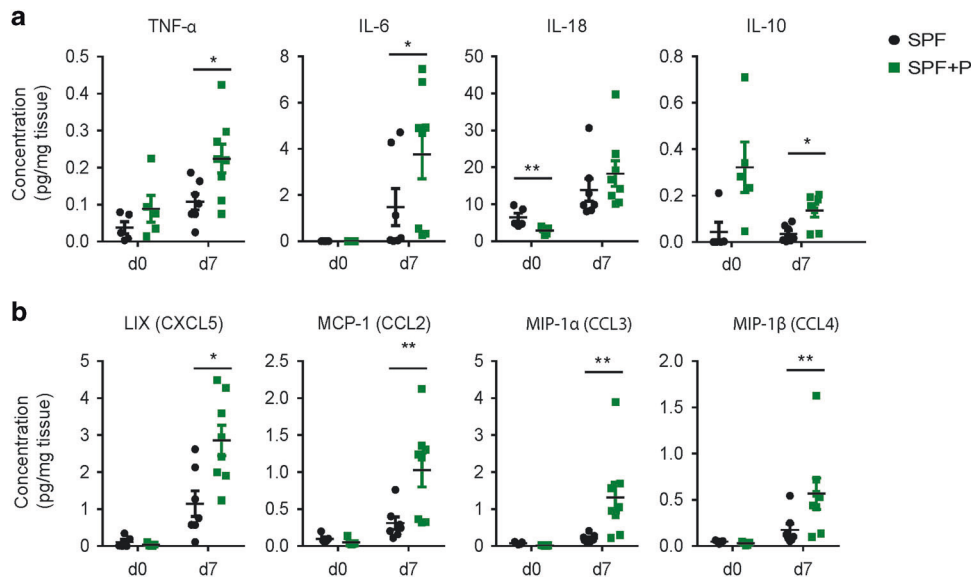 a
TNF-α IL-6 IL-18 IL-10
SPF
SPF+P
Concentration
(pg/mg tissue)
0.5 0.4 0.3 0.2 0.1 0.0
8 6 4 2 0
50 40 30 20 10 0
0.8 0.6 0.4 0.2 0.0
* * ** *
d0 d7 d0 d7 d0 d7 d0 d7
b
LIX (CXCL5) MCP-1 (CCL2) MIP-1α (CCL3) MIP-1β (CCL4)
Concentration
(pg/mg tissue)
5 4 3 2 1 0
2.5 2.0 1.5 1.0 0.5 0.0
5 4 3 2 1 0
2.0 1.5 1.0 0.5 0.0
* ** ** **
d0 d7 d0 d7 d0 d7 d0 d7